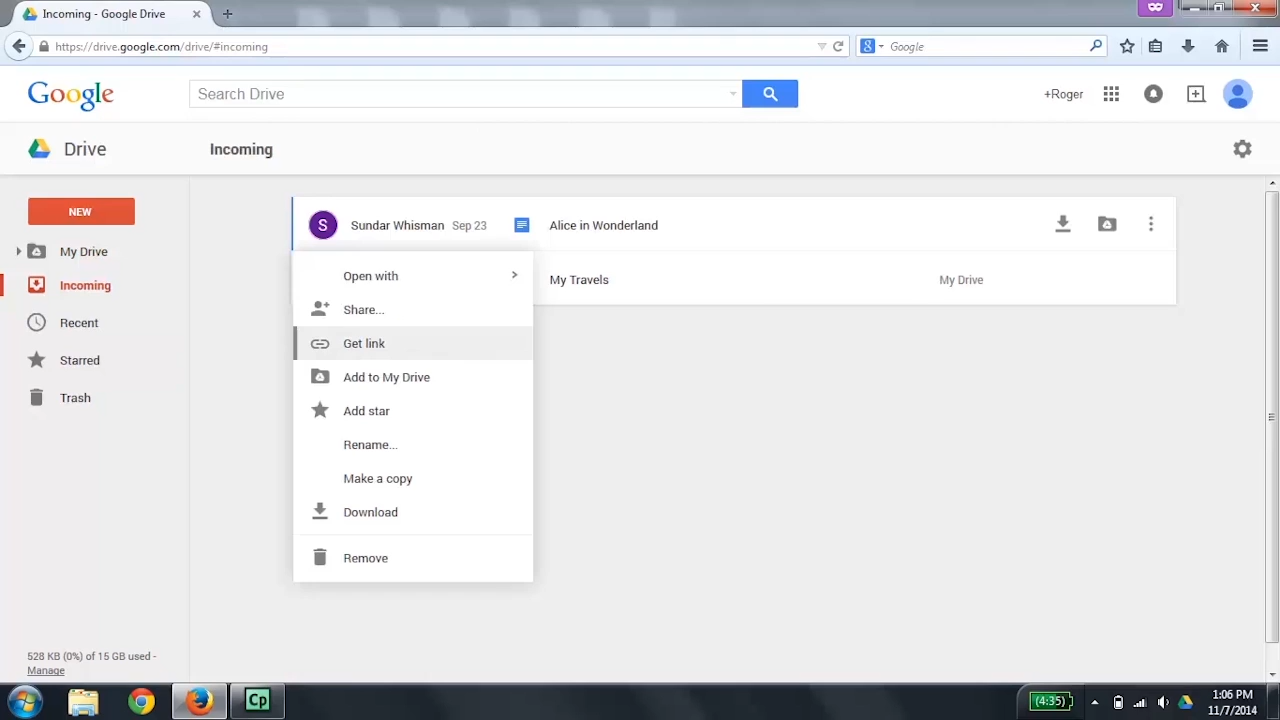 Incoming - Google Drive
https://drive.google.com/drive/#incoming
8
Google
Google
Search Drive
+Roger
Drive
Incoming
NEW
My Drive
Incoming
Recent
Starred
Trash
S
Sundar Whisman Sep 23
Alice in Wonderland
My Travels
My Drive
Open with
Share...
Get link
Add to My Drive
Add star
Rename...
Make a copy
Download
Remove
528 KB (0%) of 15 GB used -
Manage
Cp
(4:35)
1:06 PM
11/7/2014